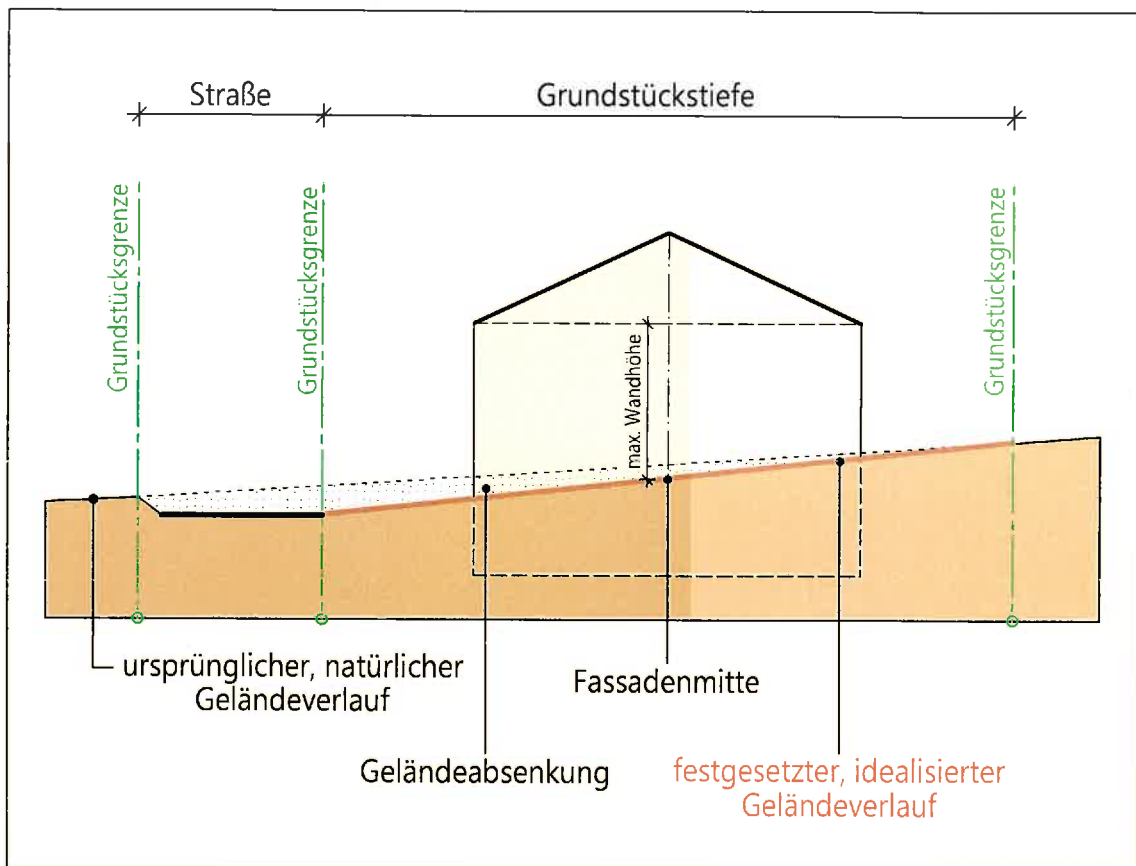 Straße
Grundstückstiefe
Grundstücksgrenze
Grundstücksgrenze
Grundstücksgrenze
max. Wandhöhe
ursprünglicher, natürlicher
Geländeverlauf
Fassadenmitte
Geländeabsenkung
festgesetzter, idealisierter
Geländeverlauf